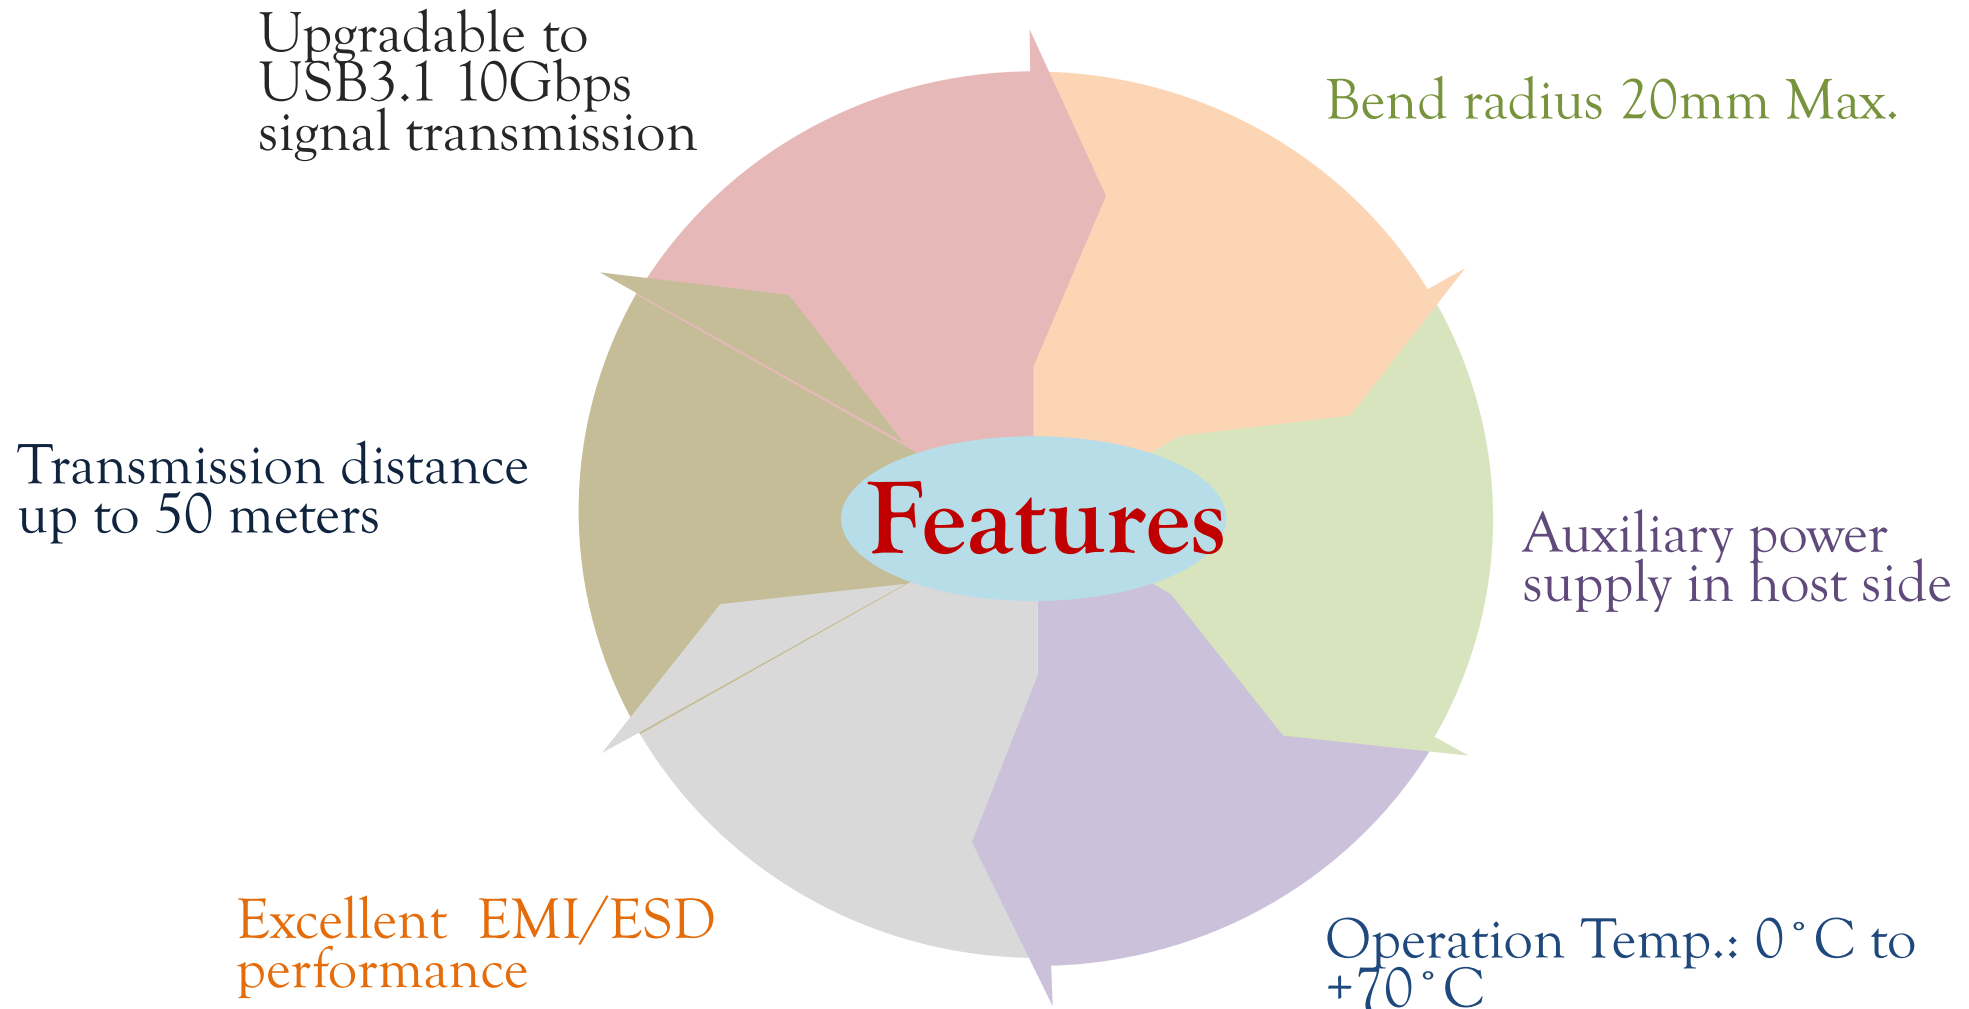 Upgradable to
USB3.1 10Gbps
signal transmission
Bend radius 20mm Max.
Transmission distance
up to 50 meters
Features
Auxiliary power
supply in host side
Excellent  EMI/ESD
performance
Operation Temp.: 0˚C to
+70˚C